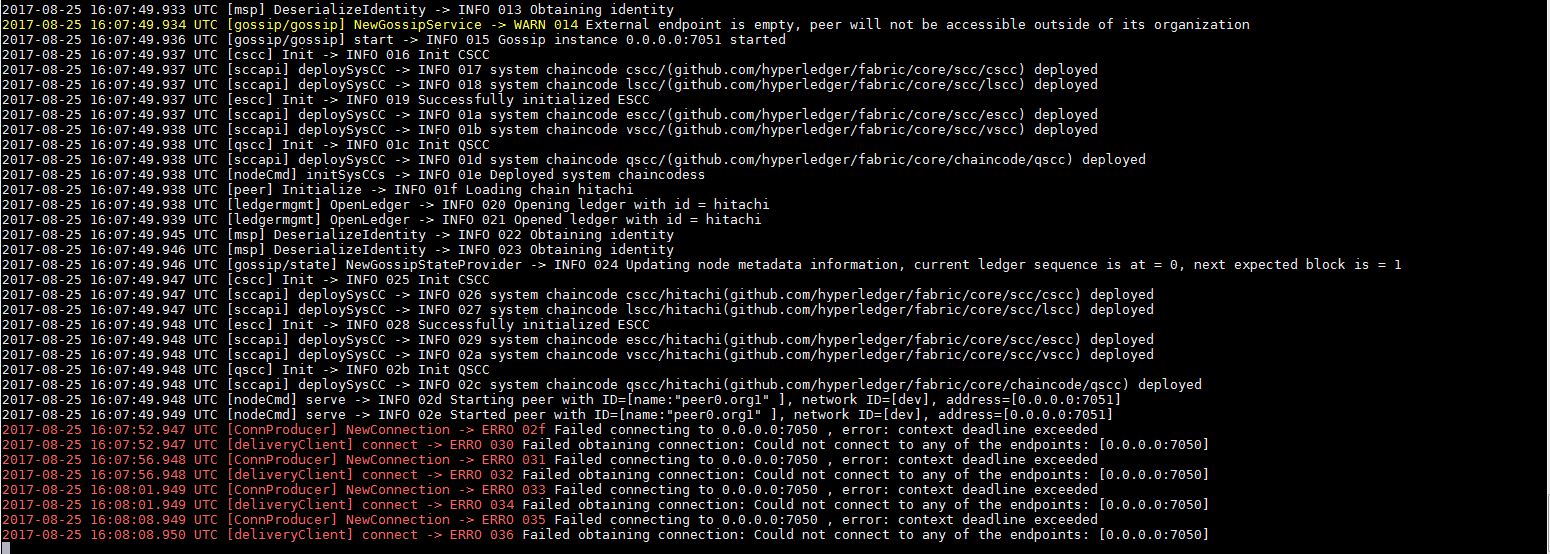 2017-08-25 16:07:49.933 UTC [msp] DeserializeIdentity -> INFO 013 Obtaining identity
2017-08-25 16:07:49.934 UTC [gossip/gossip] NewGossipService -> WARN 014 External endpoint is empty, peer will not be accessible outside of its organization
2017-08-25 16:07:49.936 UTC [gossip/gossip] start -> INFO 015 Gossip instance 0.0.0.0:7051 started
2017-08-25 16:07:49.937 UTC [cscc] Init -> INFO 016 Init CSCC
2017-08-25 16:07:49.937 UTC [sccapi] deploySysCC -> INFO 017 system chaincode cscc/(github.com/hyperledger/fabric/core/scc/cscc) deployed
2017-08-25 16:07:49.937 UTC [sccapi] deploySysCC -> INFO 018 system chaincode lscc/(github.com/hyperledger/fabric/core/scc/lscc) deployed
2017-08-25 16:07:49.937 UTC [escc] Init -> INFO 019 Successfully initialized ESCC
2017-08-25 16:07:49.937 UTC [sccapi] deploySysCC -> INFO 01a system chaincode escc/(github.com/hyperledger/fabric/core/scc/escc) deployed
2017-08-25 16:07:49.938 UTC [sccapi] deploySysCC -> INFO 01b system chaincode vscc/(github.com/hyperledger/fabric/core/scc/vscc) deployed
2017-08-25 16:07:49.938 UTC [qscc] Init -> INFO 01c Init QSCC
2017-08-25 16:07:49.938 UTC [sccapi] deploySysCC -> INFO 01d system chaincode qscc/(github.com/hyperledger/fabric/core/chaincode/qscc) deployed
2017-08-25 16:07:49.938 UTC [nodeCmd] initSysCCs -> INFO 01e Deployed system chaincodess
2017-08-25 16:07:49.938 UTC [peer] Initialize -> INFO 01f Loading chain hitachi
2017-08-25 16:07:49.938 UTC [ledgermgmt] OpenLedger -> INFO 020 Opening ledger with id = hitachi
2017-08-25 16:07:49.939 UTC [ledgermgmt] OpenLedger -> INFO 021 Opened ledger with id = hitachi
2017-08-25 16:07:49.945 UTC [msp] DeserializeIdentity -> INFO 022 Obtaining identity
2017-08-25 16:07:49.946 UTC [msp] DeserializeIdentity -> INFO 023 Obtaining identity
2017-08-25 16:07:49.946 UTC [gossip/state] NewGossipStateProvider -> INFO 024 Updating node metadata information, current ledger sequence is at = 0, next expected block is = 1
2017-08-25 16:07:49.947 UTC [cscc] Init -> INFO 025 Init CSCC
2017-08-25 16:07:49.947 UTC [sccapi] deploySysCC -> INFO 026 system chaincode cscc/hitachi(github.com/hyperledger/fabric/core/scc/cscc) deployed
2017-08-25 16:07:49.947 UTC [sccapi] deploySysCC -> INFO 027 system chaincode lscc/hitachi(github.com/hyperledger/fabric/core/scc/lscc) deployed
2017-08-25 16:07:49.948 UTC [escc] Init -> INFO 028 Successfully initialized ESCC
2017-08-25 16:07:49.948 UTC [sccapi] deploySysCC -> INFO 029 system chaincode escc/hitachi(github.com/hyperledger/fabric/core/scc/escc) deployed
2017-08-25 16:07:49.948 UTC [sccapi] deploySysCC -> INFO 02a system chaincode vscc/hitachi(github.com/hyperledger/fabric/core/scc/vscc) deployed
2017-08-25 16:07:49.948 UTC [qscc] Init -> INFO 02b Init QSCC
2017-08-25 16:07:49.948 UTC [sccapi] deploySysCC -> INFO 02c system chaincode qscc/hitachi(github.com/hyperledger/fabric/core/chaincode/qscc) deployed
2017-08-25 16:07:49.948 UTC [nodeCmd] serve -> INFO 02d Starting peer with ID=[name:"peer0.org1" ], network ID=[dev], address=[0.0.0.0:7051]
2017-08-25 16:07:49.949 UTC [nodeCmd] serve -> INFO 02e Started peer with ID=[name:"peer0.org1" ], network ID=[dev], address=[0.0.0.0:7051]
2017-08-25 16:07:52.947 UTC [ConnProducer] NewConnection -> ERRO 02f Failed connecting to 0.0.0.0:7050 , error: context deadline exceeded
2017-08-25 16:07:52.947 UTC [deliveryClient] connect -> ERRO 030 Failed obtaining connection: Could not connect to any of the endpoints: [0.0.0.0:7050]
2017-08-25 16:07:56.948 UTC [ConnProducer] NewConnection -> ERRO 031 Failed connecting to 0.0.0.0:7050 , error: context deadline exceeded
2017-08-25 16:07:56.948 UTC [deliveryClient] connect -> ERRO 032 Failed obtaining connection: Could not connect to any of the endpoints: [0.0.0.0:7050]
2017-08-25 16:08:01.949 UTC [ConnProducer] NewConnection -> ERRO 033 Failed connecting to 0.0.0.0:7050 , error: context deadline exceeded
2017-08-25 16:08:01.949 UTC [deliveryClient] connect -> ERRO 034 Failed obtaining connection: Could not connect to any of the endpoints: [0.0.0.0:7050]
2017-08-25 16:08:08.949 UTC [ConnProducer] NewConnection -> ERRO 035 Failed connecting to 0.0.0.0:7050 , error: context deadline exceeded
2017-08-25 16:08:08.950 UTC [deliveryClient] connect -> ERRO 036 Failed obtaining connection: Could not connect to any of the endpoints: [0.0.0.0:7050]